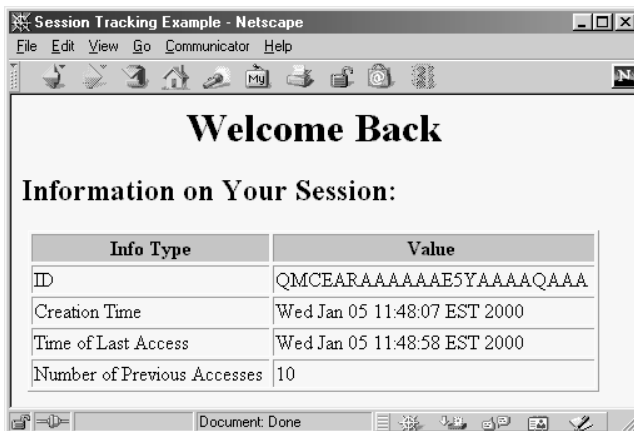 Session Tracking Example - Netscape
File Edit View Go Communicator Help
My
N
Welcome Back
Information on Your Session:
Info Type Value
ID QMCEARAAAAAAE5YAAAAQAAA
Creation Time Wed Jan 05 11:48:07 EST 2000
Time of Last Access Wed Jan 05 11:48:58 EST 2000
Number of Previous Accesses 10
Document: Done